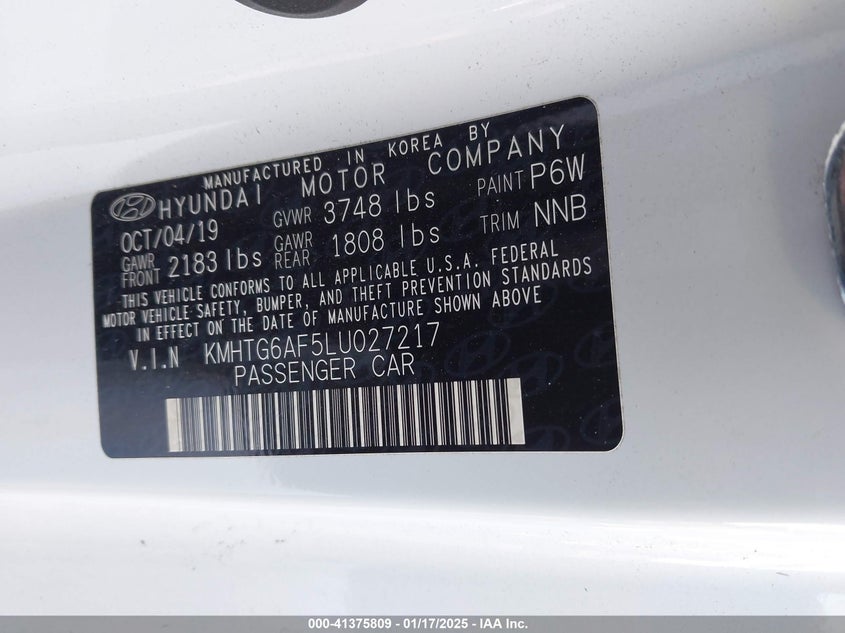 MANUFACTURED IN KOREA BY
HYUNDAI MOTOR COMPANY
OCT/04/19 GVWR 3748 lbs PAINT P6W
GAWR FRONT 2183 lbs GAWR REAR 1808 lbs TRIM NNB
THIS VEHICLE CONFORMS TO ALL APPLICABLE U.S.A. FEDERAL
MOTOR VEHICLE SAFETY, BUMPER, AND THEFT PREVENTION STANDARDS
IN EFFECT ON THE DATE OF MANUFACTURE SHOWN ABOVE
V.I.N KMHTG6AF5LU027217
PASSENGER CAR
000-41375809 - 01/17/2025 - IAA Holdings, LLC.